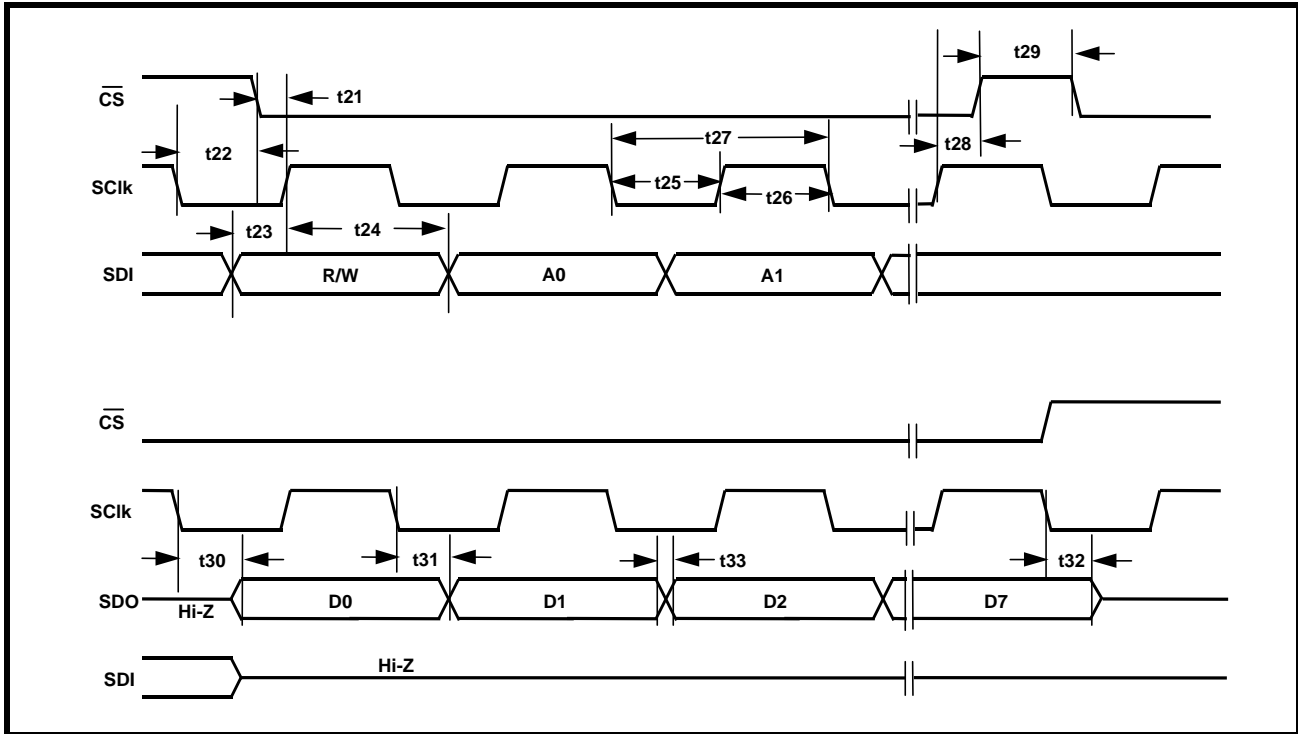 t29
CS
t21
t27
t22
t28
SClk
t25
t26
t23
t24
SDI
R/W
A0
A1
CS
SClk
t30
t31
t33
t32
SDO
Hi-Z
D0
D1
D2
D7
Hi-Z
SDI